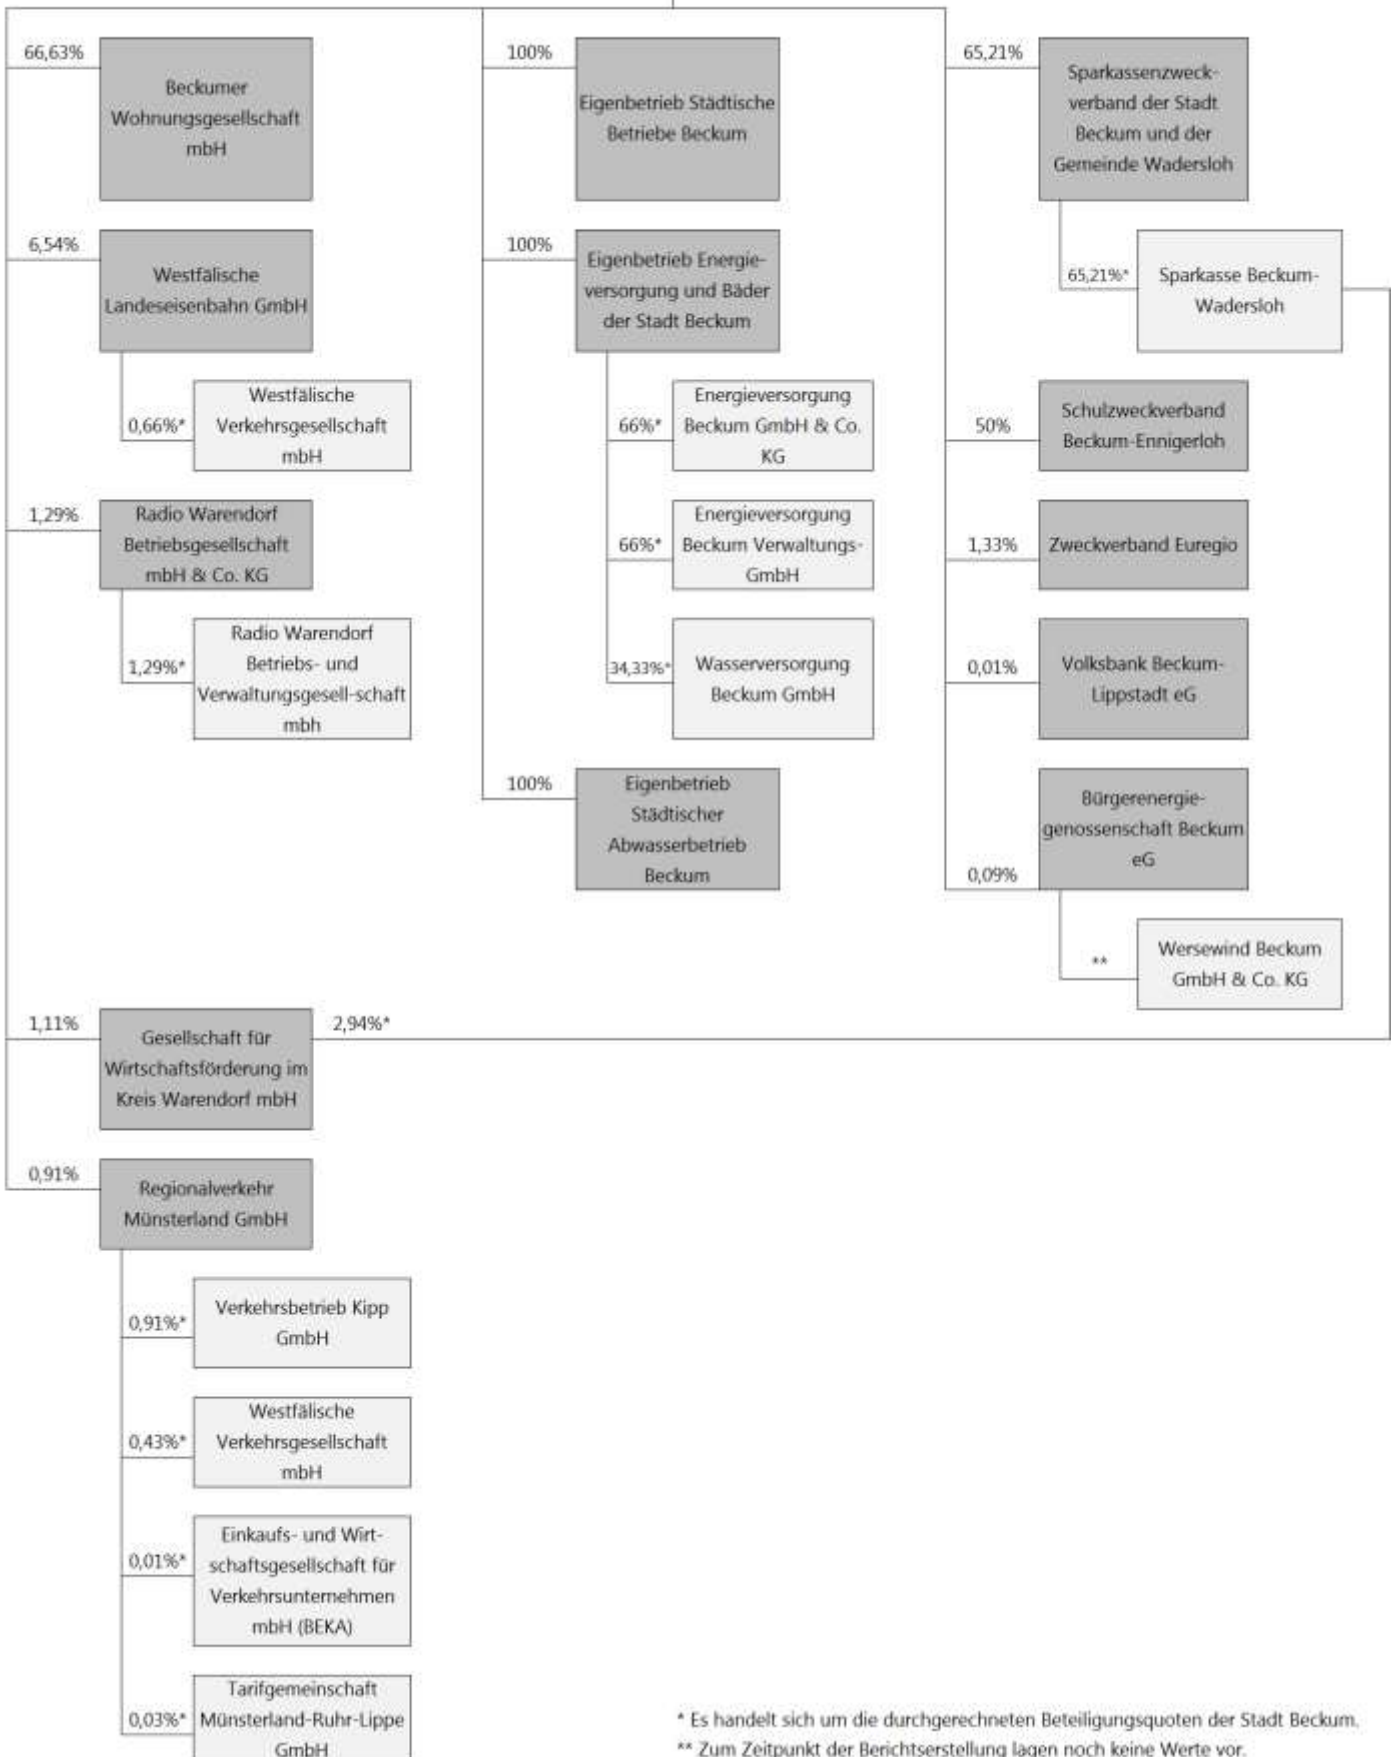 66,63%
Beckumer
Wohnungsgesellschaft
mbH
6,54%
Westfälische
Landeseisenbahn GmbH
0,66%*
Westfälische
Verkehrsgesellschaft
mbH
1,29%
Radio Warendorf
Betriebsgesellschaft
mbH & Co. KG
1,29%*
Radio Warendorf
Betriebs- und
Verwaltungsgesell-schaft
mbh
100%
Eigenbetrieb Städtische
Betriebe Beckum
100%
Eigenbetrieb Energie-
versorgung und Bäder
der Stadt Beckum
66%*
Energieversorgung
Beckum GmbH & Co.
KG
66%*
Energieversorgung
Beckum Verwaltungs-
GmbH
34,33%*
Wasserversorgung
Beckum GmbH
100%
Eigenbetrieb
Städtischer
Abwasserbetrieb
Beckum
65,21%
Sparkassenzweck-
verband der Stadt
Beckum und der
Gemeinde Wadersloh
65,21%*
Sparkasse Beckum-
Wadersloh
50%
Schulzweckverband
Beckum-Ennigerloh
1,33%
Zweckverband Euregio
0,01%
Volksbank Beckum-
Lippstadt eG
0,09%
Bürgerenergie-
genossenschaft Beckum
eG
**
Wersewind Beckum
GmbH & Co. KG
1,11%
Gesellschaft für
Wirtschaftsförderung im
Kreis Warendorf mbH
2,94%*
0,91%
Regionalverkehr
Münsterland GmbH
0,91%*
Verkehrsbetrieb Kipp
GmbH
0,43%*
Westfälische
Verkehrsgesellschaft
mbH
0,01%*
Einkaufs- und Wirt-
schaftsgesellschaft für
Verkehrsunternehmen
mbH (BEKA)
0,03%*
Tarifgemeinschaft
Münsterland-Ruhr-Lippe
GmbH
* Es handelt sich um die durchgerechneten Beteiligungsquoten der Stadt Beckum.
** Zum Zeitpunkt der Berichtserstellung lagen noch keine Werte vor.